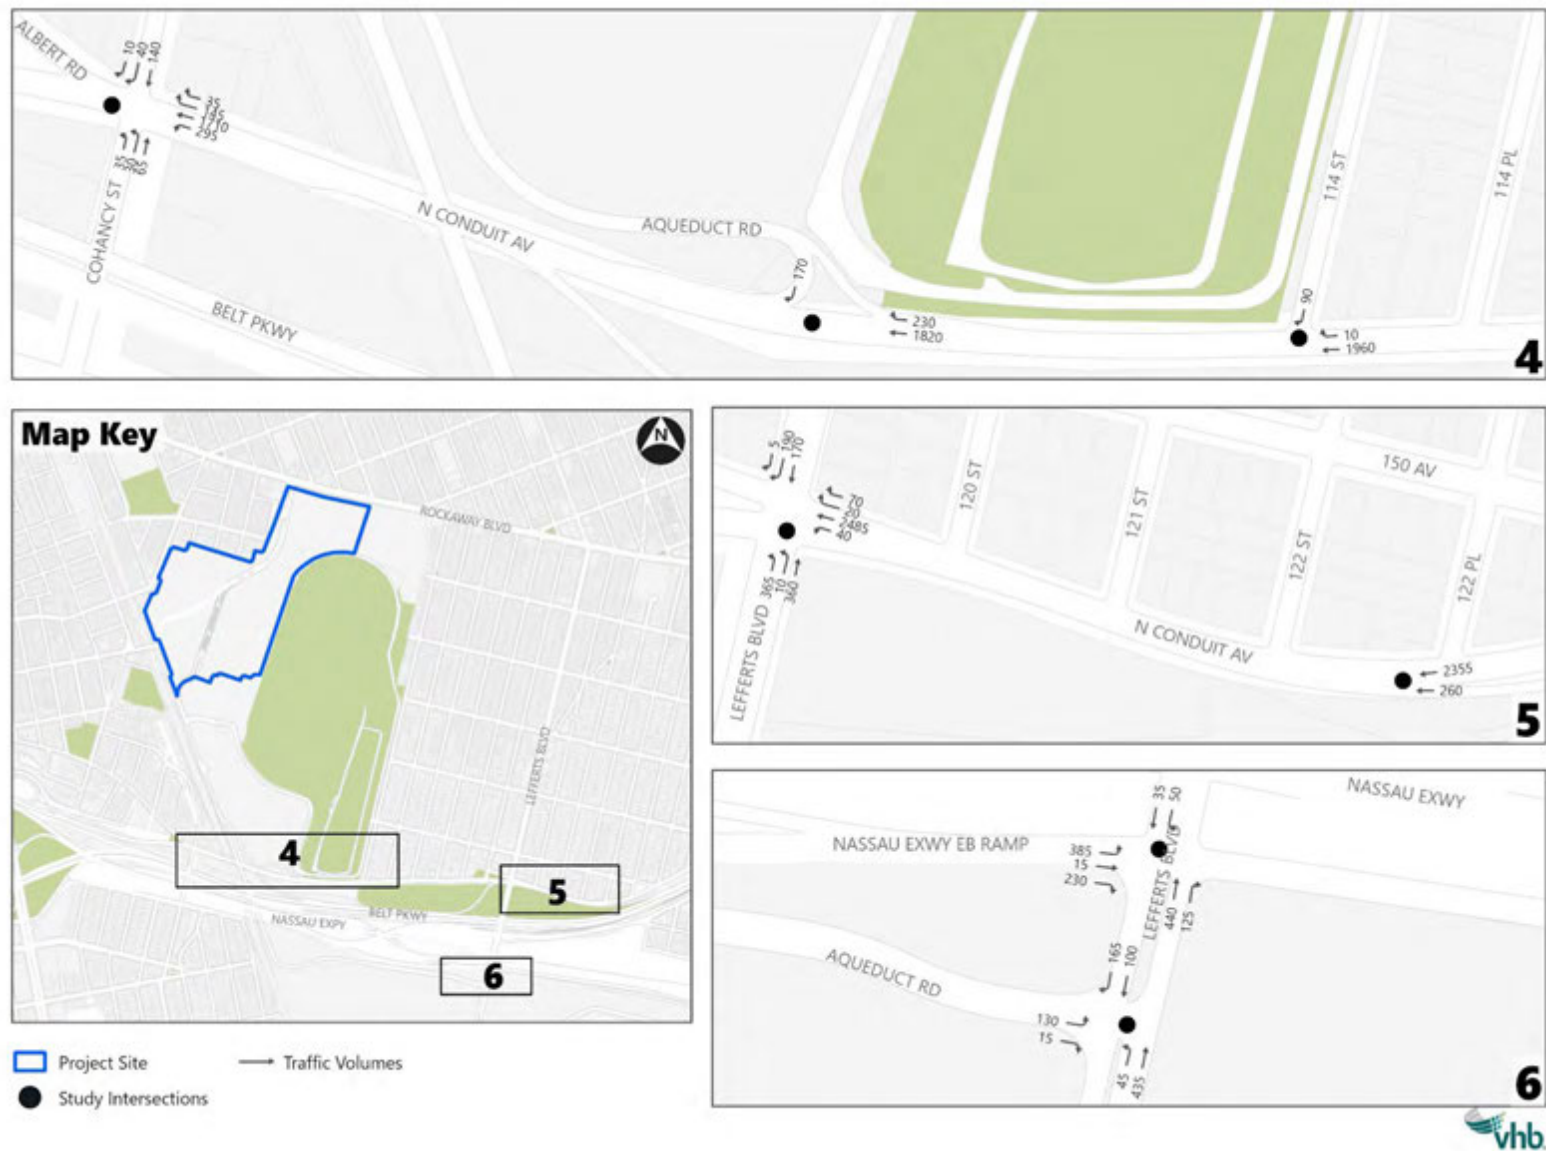 ALBERT RD
10
40
140
35
1710
295
COHANCY ST
N CONDUIT AV
BELT PKWY
AQUEDUCT RD
170
230
1820
114 ST
114 PL
90
10
1960
4
Map Key
N
ROCKAWAY BLVD
LEFFERTS BLVD
4
5
NASSAU EXPY
BELT PKWY
6
Project Site
Traffic Volumes
Study Intersections
5
190
170
70
20
2485
40
365
10
360
LEFFERTS BLVD
120 ST
121 ST
122 ST
150 AV
122 PL
N CONDUIT AV
2355
260
5
35
50
NASSAU EXWY
NASSAU EXWY EB RAMP
385
15
230
LEFFERTS BLVD
440
125
AQUEDUCT RD
165
100
130
15
45
435
6
vhb